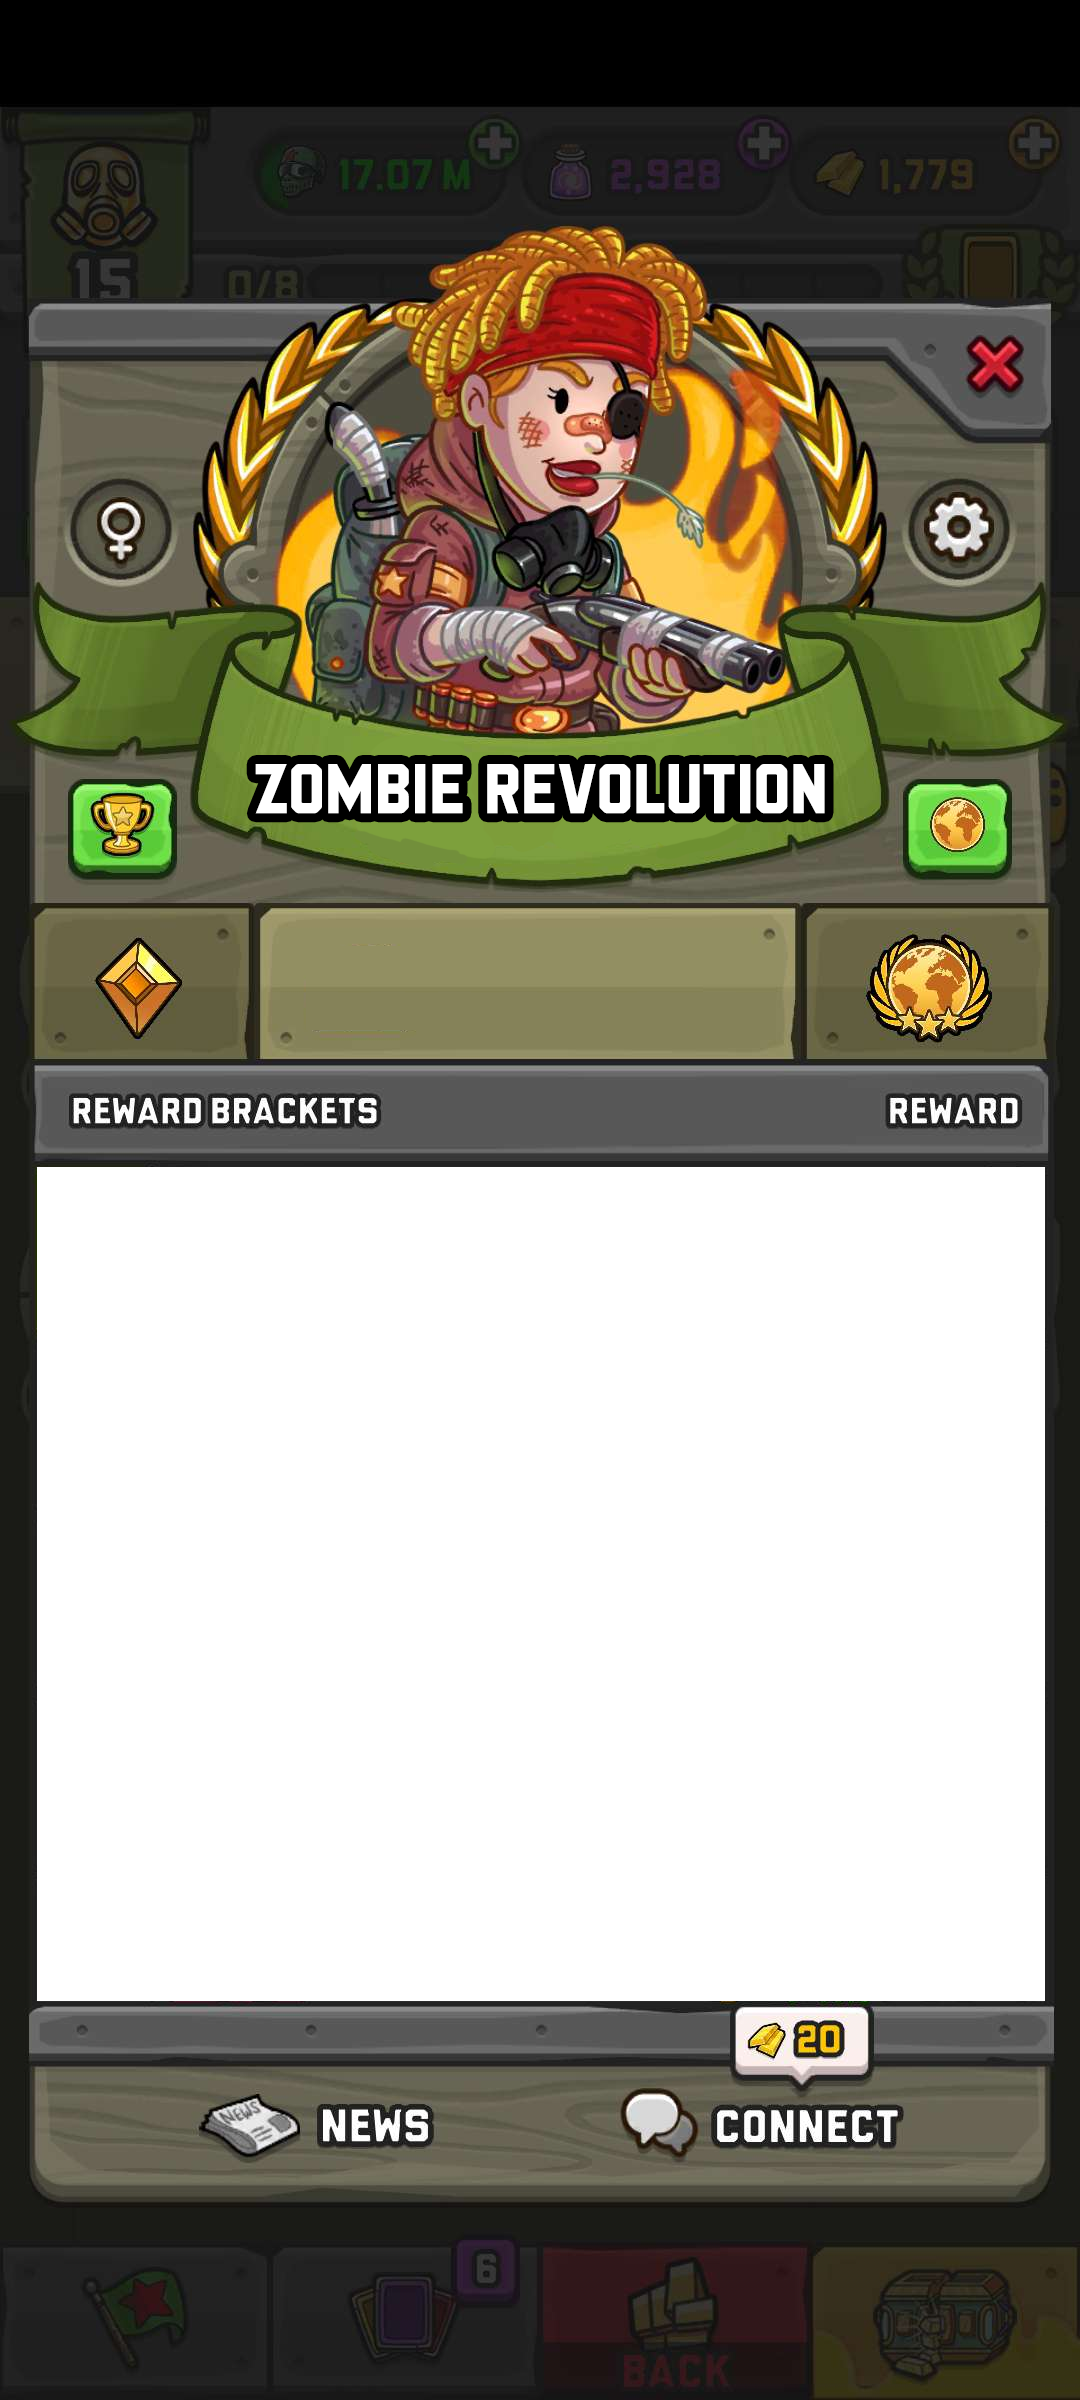 17.07 M
2,928
1,779
15
0/8
ZOMBIE REVOLUTION
REWARD BRACKETS
REWARD
20
NEWS
NEWS
CONNECT
6
BACK